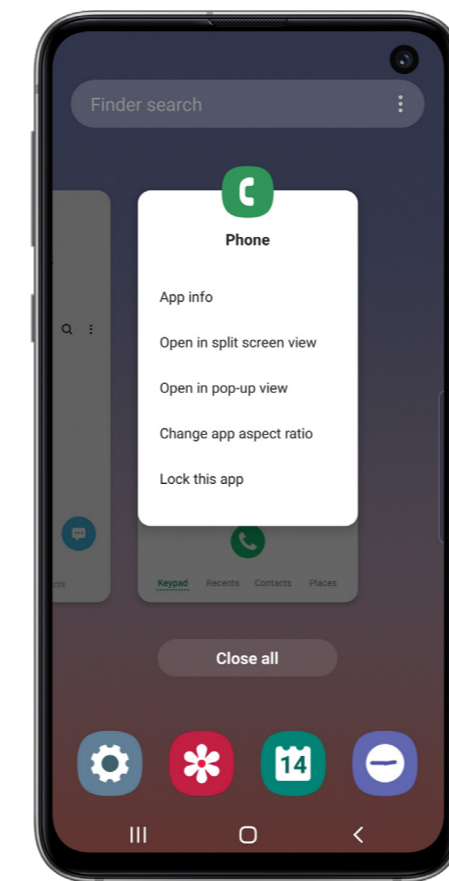 Finder search
Phone
App info
Open in split screen view
Open in pop-up view
Change app aspect ratio
Lock this app
cts
Keypad Recents Contacts Places
Close all
14